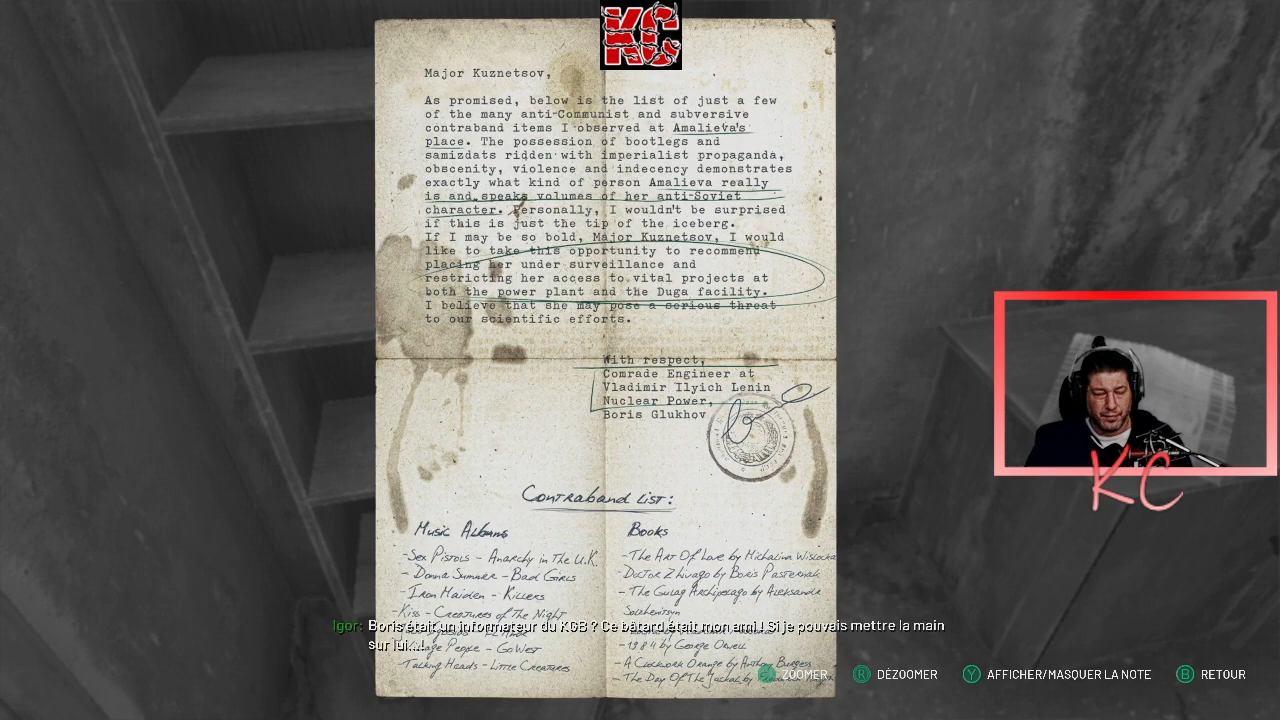 KC
Major Kuznetsov,
As promised, below is the list of just a few
of the many anti-Communist and subversive
contraband items I observed at Amalieva's
place. The possession of bootlegs and
samizdats ridden with imperialist propaganda,
obscenity, violence and indecency demonstrates
exactly what kind of person Amalieva really
is and speaks volumes of her anti-Soviet
character. Personally, I wouldn't be surprised
if this is just the tip of the iceberg.
If I may be so bold, Major Kuznetsov, I would
like to take this opportunity to recommend
placing her under surveillance and
restricting her access to vital projects at
both the power plant and the Duga facility.
I believe that she may pose a serious threat
to our scientific efforts.
With respect,
Comrade Engineer at
Vladimir Ilyich Lenin
Nuclear Power,
Boris Glukhov
KC
Contraband List:
Music Albums
-Sex Pistols - Anarchy in The U.K.
- Donna Summer - Bad Girls
- Iron Maiden - Killers
-Kiss - Creatures of The Night
- Village People - Go West
-Talking Heads - Little Creatures
Books
-The Art Of Love by Michalina Wislocka
-Doctor Zhivago by Boris Pasternak
- The Gulag Archipelago by Aleksandr
Solzhenitsyn
-1984 by George Orwell
-A Clockwork Orange by Anthony Burgess
-The Day Of The Jackal by
Igor: Boris était un informateur du KGB ? Ce bâtard était mon ami ! Si je pouvais mettre la main
sur lui...!
ZOOMER
R DÉZOOMER
Y AFFICHER/MASQUER LA NOTE
B RETOUR